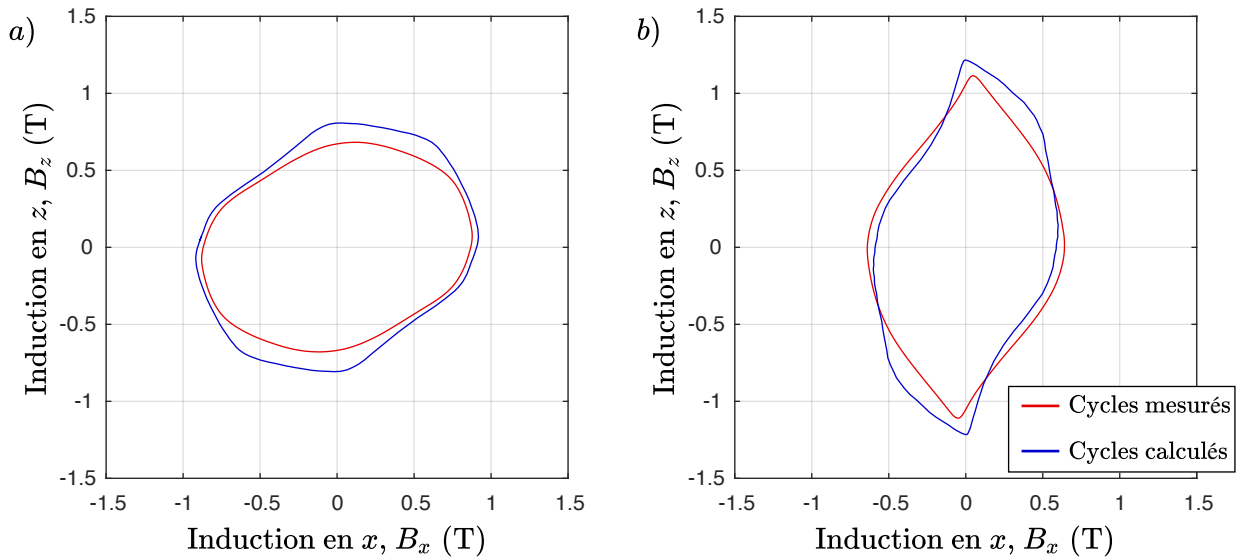 a)
1.5
1
0.5
0
-0.5
-1
-1.5
-1.5 -1 -0.5 0 0.5 1 1.5
Induction en z, B_z (T)
Induction en x, B_x (T)
b)
1.5
1
0.5
0
-0.5
-1
-1.5
-1.5 -1 -0.5 0 0.5 1 1.5
Induction en z, B_z (T)
Induction en x, B_x (T)
Cycles mesurés
Cycles calculés